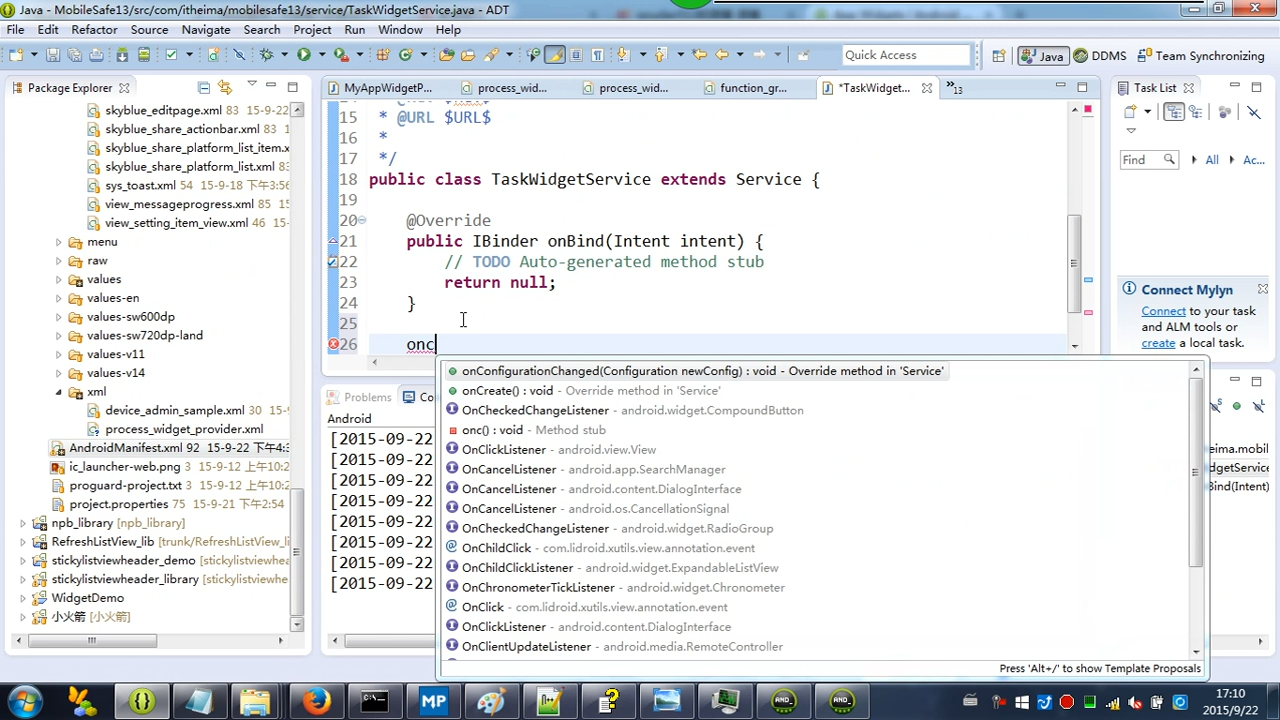 Java - MobileSafe13/src/com/itheima/mobilesafe13/service/TaskWidgetService.java - ADT
File Edit Refactor Source Navigate Search Project Run Window Help
Quick Access
Java
DDMS
Team Synchronizing
Package Explorer
MyAppWidgetP...
process_wid...
process_wid...
function_gr...
*TaskWidget...
»13
Task List
skyblue_editpage.xml 83 15-9-22
skyblue_share_actionbar.xml 83
skyblue_share_platform_list_item.x
skyblue_share_platform_list.xml 83
sys_toast.xml 54 15-9-18 下午3:56
view_messageprogress.xml 85 15
view_setting_item_view.xml 46 15
menu
raw
values
values-en
values-sw600dp
values-sw720dp-land
values-v11
values-v14
xml
device_admin_sample.xml 30 15
process_widget_provider.xml
AndroidManifest.xml 92 15-9-22 下午4:3
ic_launcher-web.png 3 15-9-12 上午10:2
proguard-project.txt 3 15-9-12 上午10:2
project.properties 75 15-9-21 下午2:54
npb_library [npb_library]
RefreshListView_lib [trunk/RefreshListView_li
stickylistviewheader_demo [stickylistviewhe
stickylistviewheader_library [stickylistviewhe
WidgetDemo
小火箭 [小火箭]
15 * @URL $URL$
16 *
17 */
18 public class TaskWidgetService extends Service {
19
20 @Override
21 public IBinder onBind(Intent intent) {
22 // TODO Auto-generated method stub
23 return null;
24 }
25
26 onc
Find
All
Ac...
Connect Mylyn
Connect to your task
and ALM tools or
create a local task.
Problems
Co
Android
[2015-09-22
[2015-09-22
[2015-09-22
[2015-09-22
[2015-09-22
[2015-09-22
[2015-09-22
[2015-09-22
onConfigurationChanged(Configuration newConfig) : void - Override method in 'Service'
onCreate() : void - Override method in 'Service'
OnCheckedChangeListener - android.widget.CompoundButton
onc() : void - Method stub
OnClickListener - android.view.View
OnCancelListener - android.app.SearchManager
OnCancelListener - android.content.DialogInterface
OnCancelListener - android.os.CancellationSignal
OnCheckedChangeListener - android.widget.RadioGroup
OnChildClick - com.lidroid.xutils.view.annotation.event
OnChildClickListener - android.widget.ExpandableListView
OnChronometerTickListener - android.widget.Chronometer
OnClick - com.lidroid.xutils.view.annotation.event
OnClickListener - android.content.DialogInterface
OnClientUpdateListener - android.media.RemoteController
Press 'Alt+/' to show Template Proposals
eima.mobi
dgetService
Bind(Intent)
MP
17:10
2015/9/22